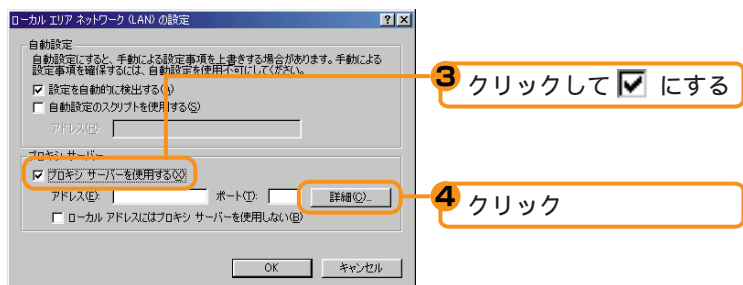 ローカル エリア ネットワーク (LAN) の設定
自動設定
自動設定にすると、手動による設定事項を上書きする場合があります。手動による
設定事項を確保するには、自動設定を使用不可にしてください。
設定を自動的に検出する(A)
自動設定のスクリプトを使用する(S)
アドレス(R):
プロキシ サーバー
プロキシ サーバーを使用する(X)
アドレス(E):
ポート(T):
詳細(C)...
ローカル アドレスにはプロキシ サーバーを使用しない(B)
OK
キャンセル
3 クリックして にする
4 クリック